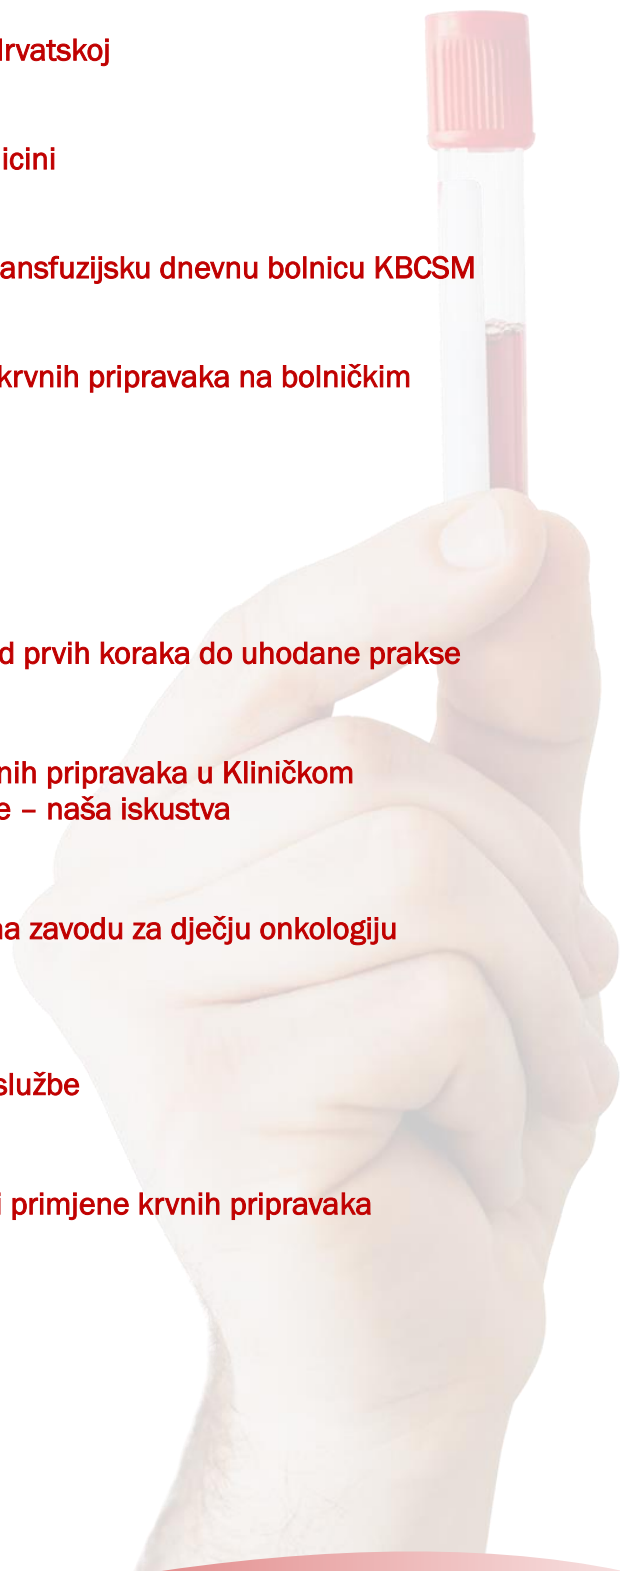 Hrvatskoj
icini
ansfuzijsku dnevnu bolnicu KBCSM
krvnih pripravaka na bolničkim
d prvih koraka do uhodane prakse
nih pripravaka u Kliničkom
e – naša iskustva
na zavodu za dječju onkologiju
službe
i primjene krvnih pripravaka